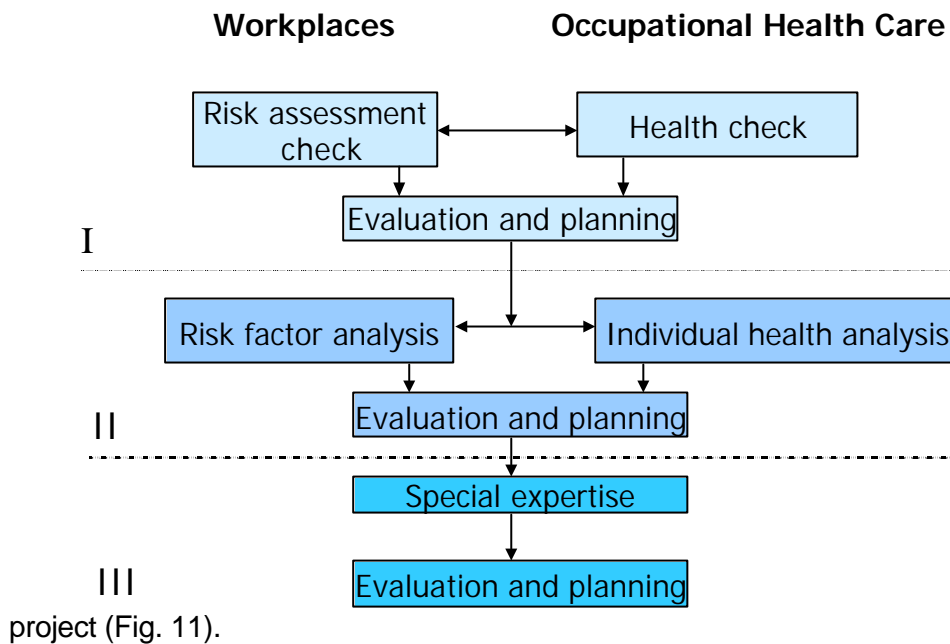 Workplaces
Occupational Health Care
Risk assessment
check
Health check
Evaluation and planning
I
Risk factor analysis
Individual health analysis
Evaluation and planning
II
Special expertise
Evaluation and planning
III
project (Fig. 11).